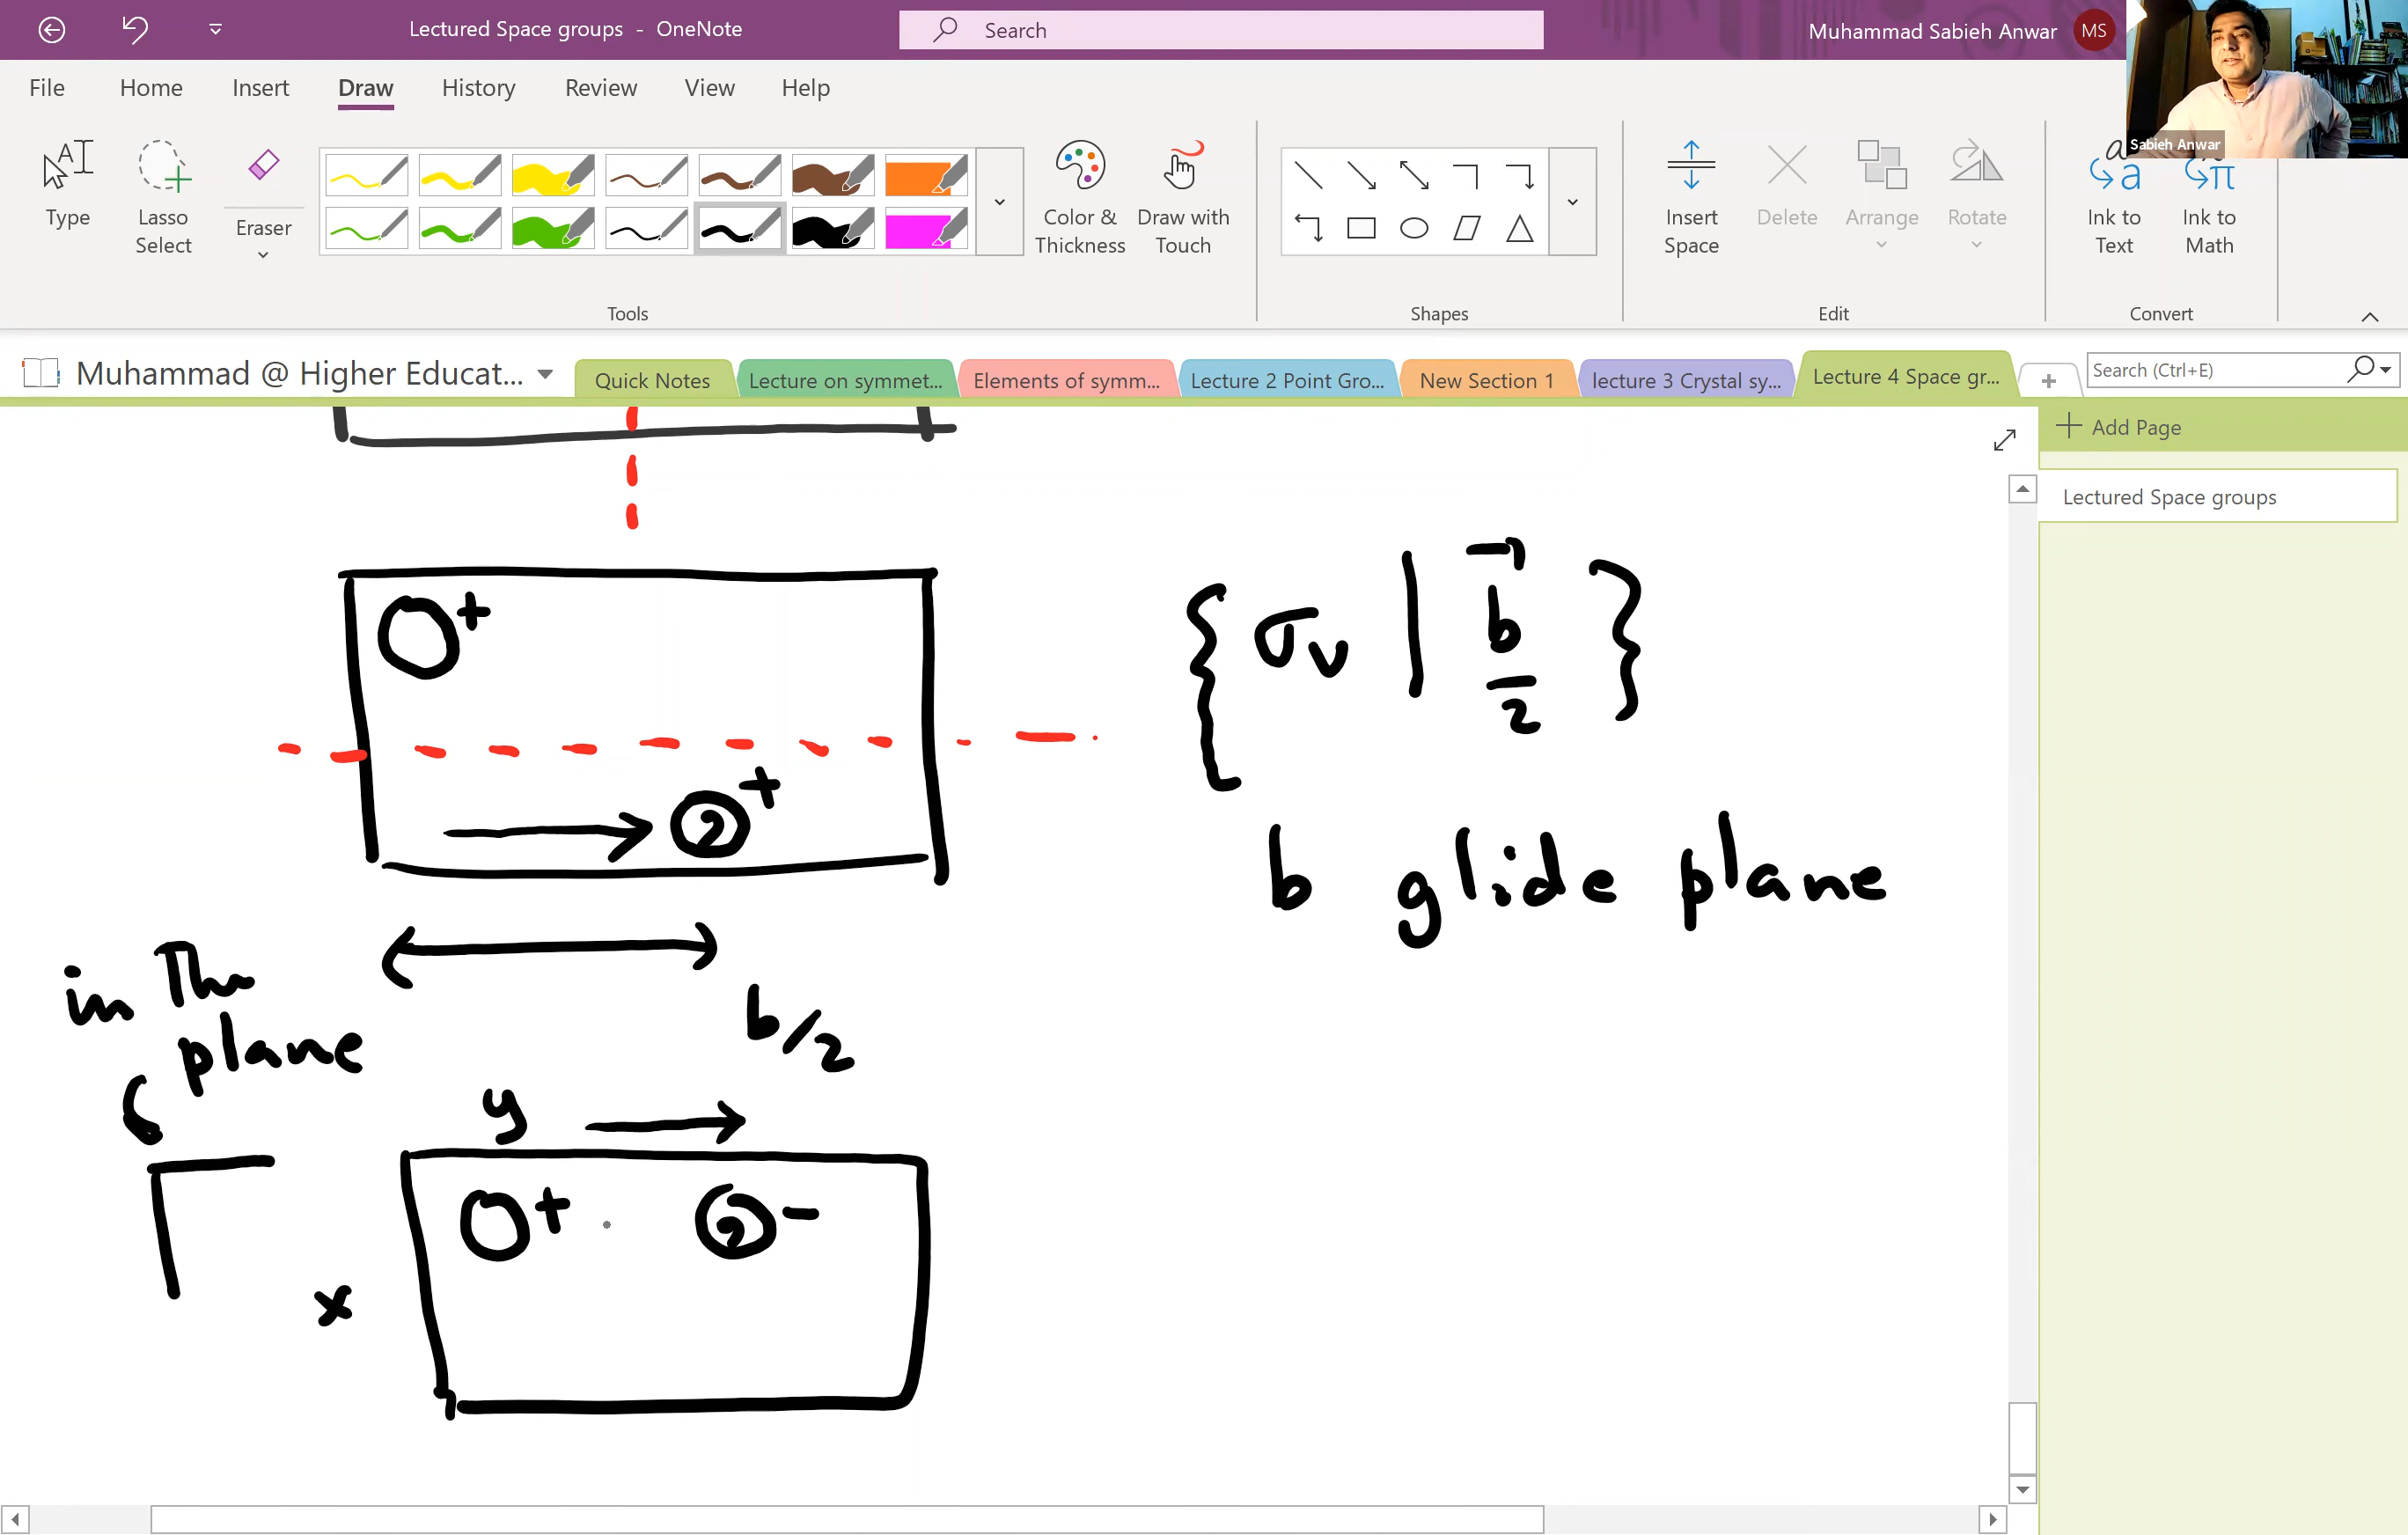 Lectured Space groups - OneNote
Search
Muhammad Sabieh Anwar MS
File Home Insert Draw History Review View Help
Sabieh Anwar
Type
Lasso Select
Eraser
Color & Thickness
Draw with Touch
Insert Space
Delete
Arrange
Rotate
Ink to Text
Ink to Math
Tools
Shapes
Edit
Convert
Muhammad @ Higher Educat...
Quick Notes
Lecture on symmet...
Elements of symm...
Lecture 2 Point Gro...
New Section 1
lecture 3 Crystal sy...
Lecture 4 Space gr...
Search (Ctrl+E)
Add Page
Lectured Space groups
+
{ σv | b⃗/2 }
2 +
b glide plane
in the
plane
b/2
y
+ 2 -
x